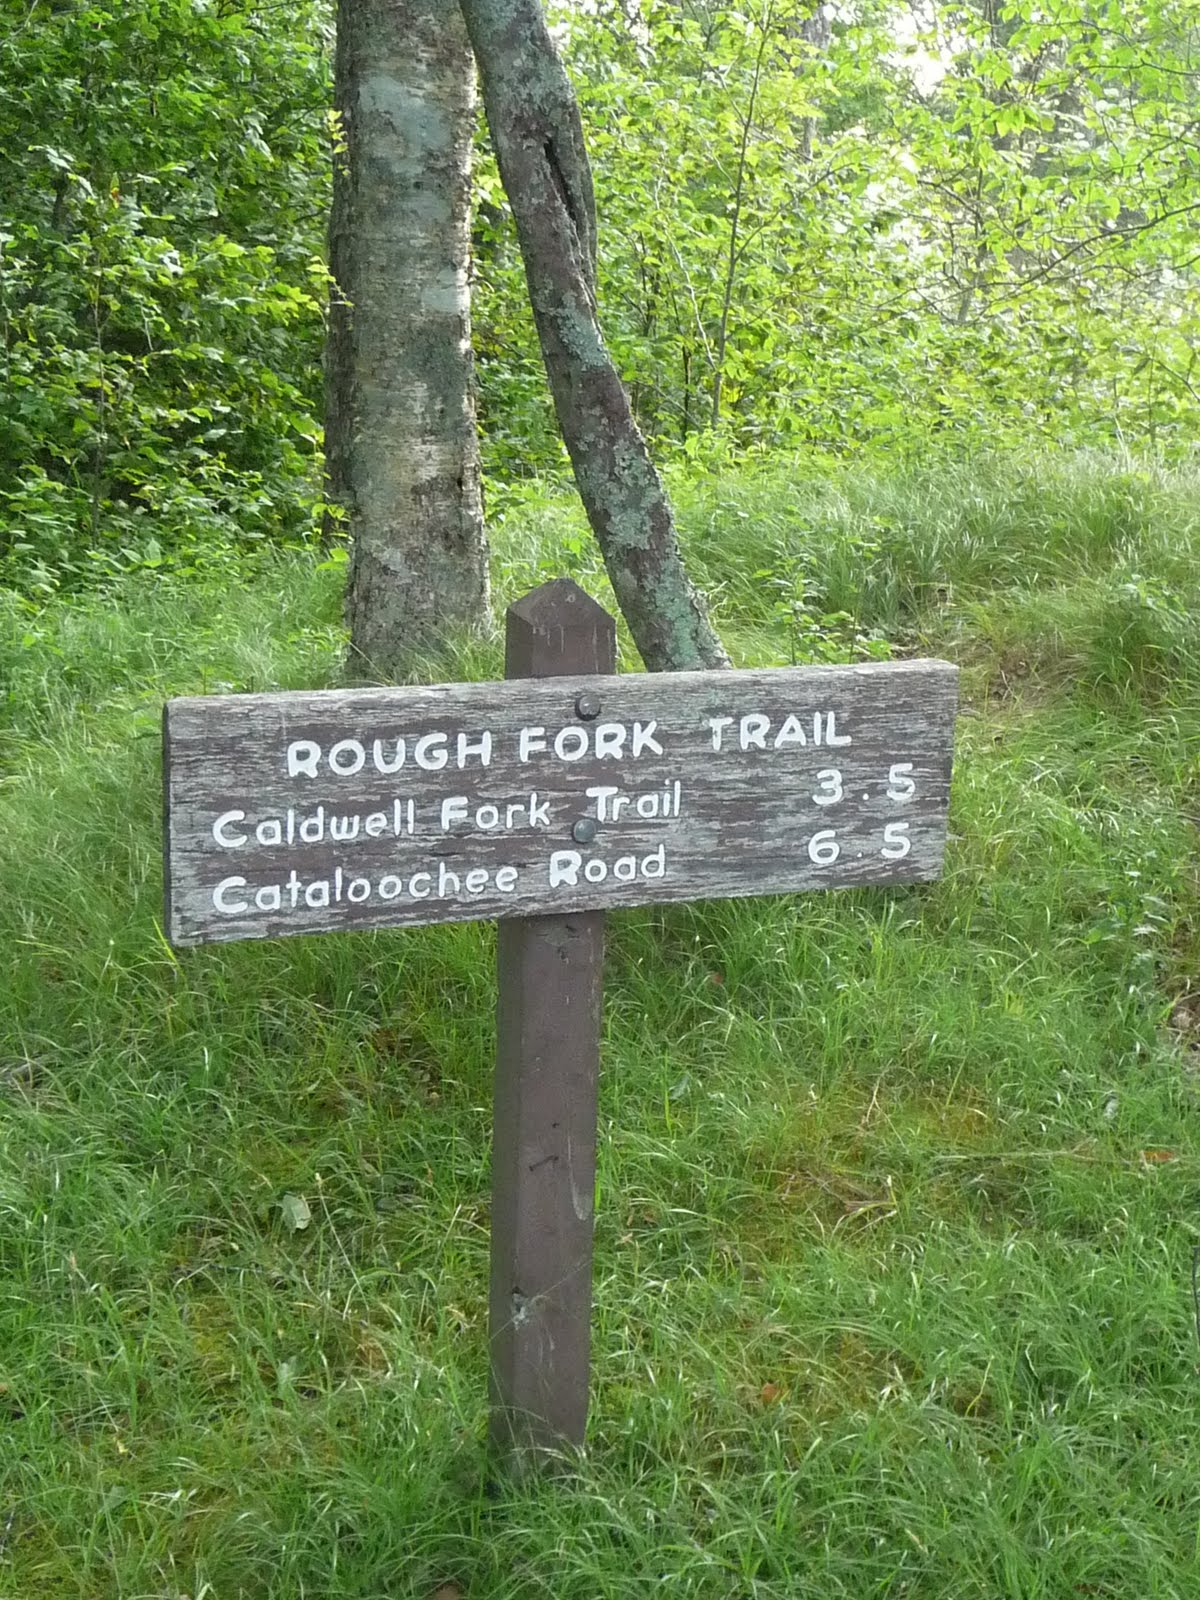 ROUGH FORK TRAIL
Caldwell Fork Trail 3.5
Cataloochee Road 6.5